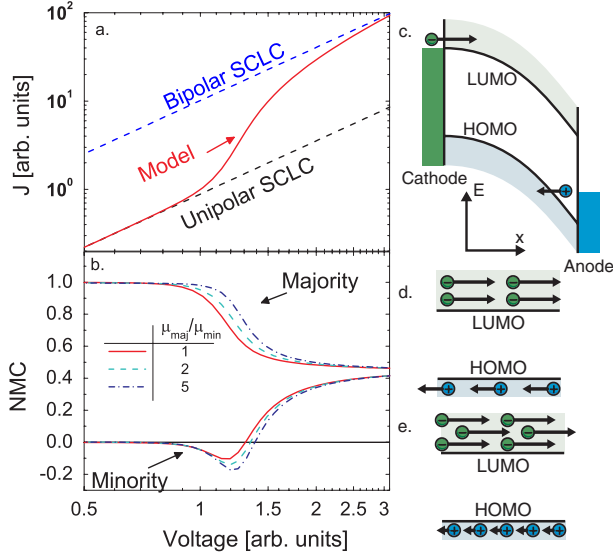 a.
J [arb. units]
10²
10¹
10⁰
Bipolar SCLC
Model
Unipolar SCLC
b.
NMC
1.0
0.8
0.6
0.4
0.2
0.0
-0.2
Majority
μmaj/μmin
1
2
5
Minority
0.5 1 1.5 2 2.5 3
Voltage [arb. units]
c.
−
LUMO
HOMO
+
Cathode
E
x
Anode
d.
− −
− −
LUMO
HOMO
+ + +
e.
− −
− −
− −
LUMO
HOMO
+ + + + +